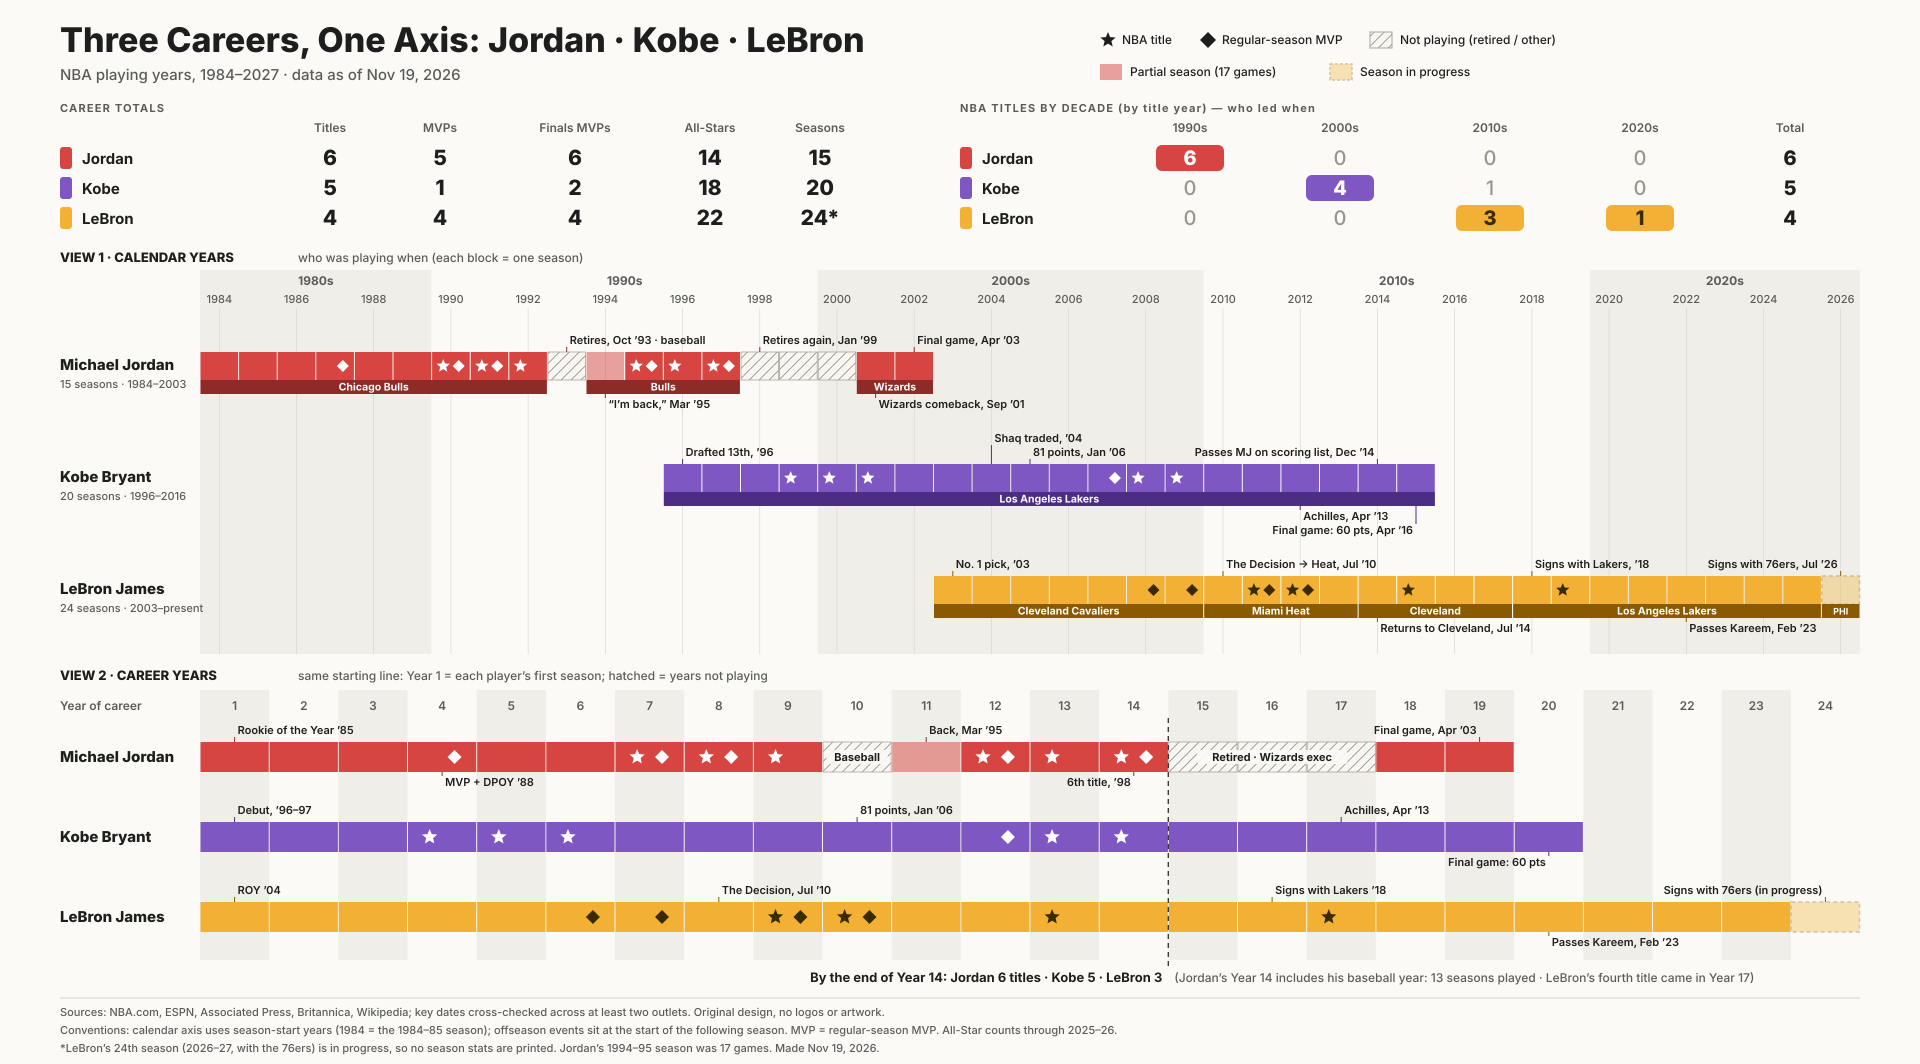 Three Careers, One Axis: Jordan · Kobe · LeBron
NBA playing years, 1984–2027 · data as of Nov 19, 2026
NBA title Regular-season MVP Not playing (retired / other)
Partial season (17 games) Season in progress
CAREER TOTALS
Titles MVPs Finals MVPs All-Stars Seasons
Jordan 6 5 6 14 15
Kobe 5 1 2 18 20
LeBron 4 4 4 22 24*
NBA TITLES BY DECADE (by title year) — who led when
1990s 2000s 2010s 2020s Total
Jordan 6 0 0 0 6
Kobe 0 4 1 0 5
LeBron 0 0 3 1 4
VIEW 1 · CALENDAR YEARS who was playing when (each block = one season)
1980s 1990s 2000s 2010s 2020s
1984 1986 1988 1990 1992 1994 1996 1998 2000 2002 2004 2006 2008 2010 2012 2014 2016 2018 2020 2022 2024 2026
Retires, Oct ’93 · baseball Retires again, Jan ’99 Final game, Apr ’03
Michael Jordan
15 seasons · 1984–2003
Chicago Bulls Bulls Wizards
“I’m back,” Mar ’95 Wizards comeback, Sep ’01
Shaq traded, ’04
Drafted 13th, ’96 81 points, Jan ’06 Passes MJ on scoring list, Dec ’14
Kobe Bryant
20 seasons · 1996–2016
Los Angeles Lakers
Achilles, Apr ’13
Final game: 60 pts, Apr ’16
No. 1 pick, ’03 The Decision → Heat, Jul ’10 Signs with Lakers, ’18 Signs with 76ers, Jul ’26
LeBron James
24 seasons · 2003–present
Cleveland Cavaliers Miami Heat Cleveland Los Angeles Lakers PHI
Returns to Cleveland, Jul ’14 Passes Kareem, Feb ’23
VIEW 2 · CAREER YEARS same starting line: Year 1 = each player’s first season; hatched = years not playing
Year of career 1 2 3 4 5 6 7 8 9 10 11 12 13 14 15 16 17 18 19 20 21 22 23 24
Rookie of the Year ’85 Back, Mar ’95 Final game, Apr ’03
Michael Jordan Baseball Retired · Wizards exec
MVP + DPOY ’88 6th title, ’98
Debut, ’96–97 81 points, Jan ’06 Achilles, Apr ’13
Kobe Bryant
Final game: 60 pts
ROY ’04 The Decision, Jul ’10 Signs with Lakers ’18 Signs with 76ers (in progress)
LeBron James
Passes Kareem, Feb ’23
By the end of Year 14: Jordan 6 titles · Kobe 5 · LeBron 3 (Jordan’s Year 14 includes his baseball year: 13 seasons played · LeBron’s fourth title came in Year 17)
Sources: NBA.com, ESPN, Associated Press, Britannica, Wikipedia; key dates cross-checked across at least two outlets. Original design, no logos or artwork.
Conventions: calendar axis uses season-start years (1984 = the 1984–85 season); offseason events sit at the start of the following season. MVP = regular-season MVP. All-Star counts through 2025–26.
*LeBron’s 24th season (2026–27, with the 76ers) is in progress, so no season stats are printed. Jordan’s 1994–95 season was 17 games. Made Nov 19, 2026.